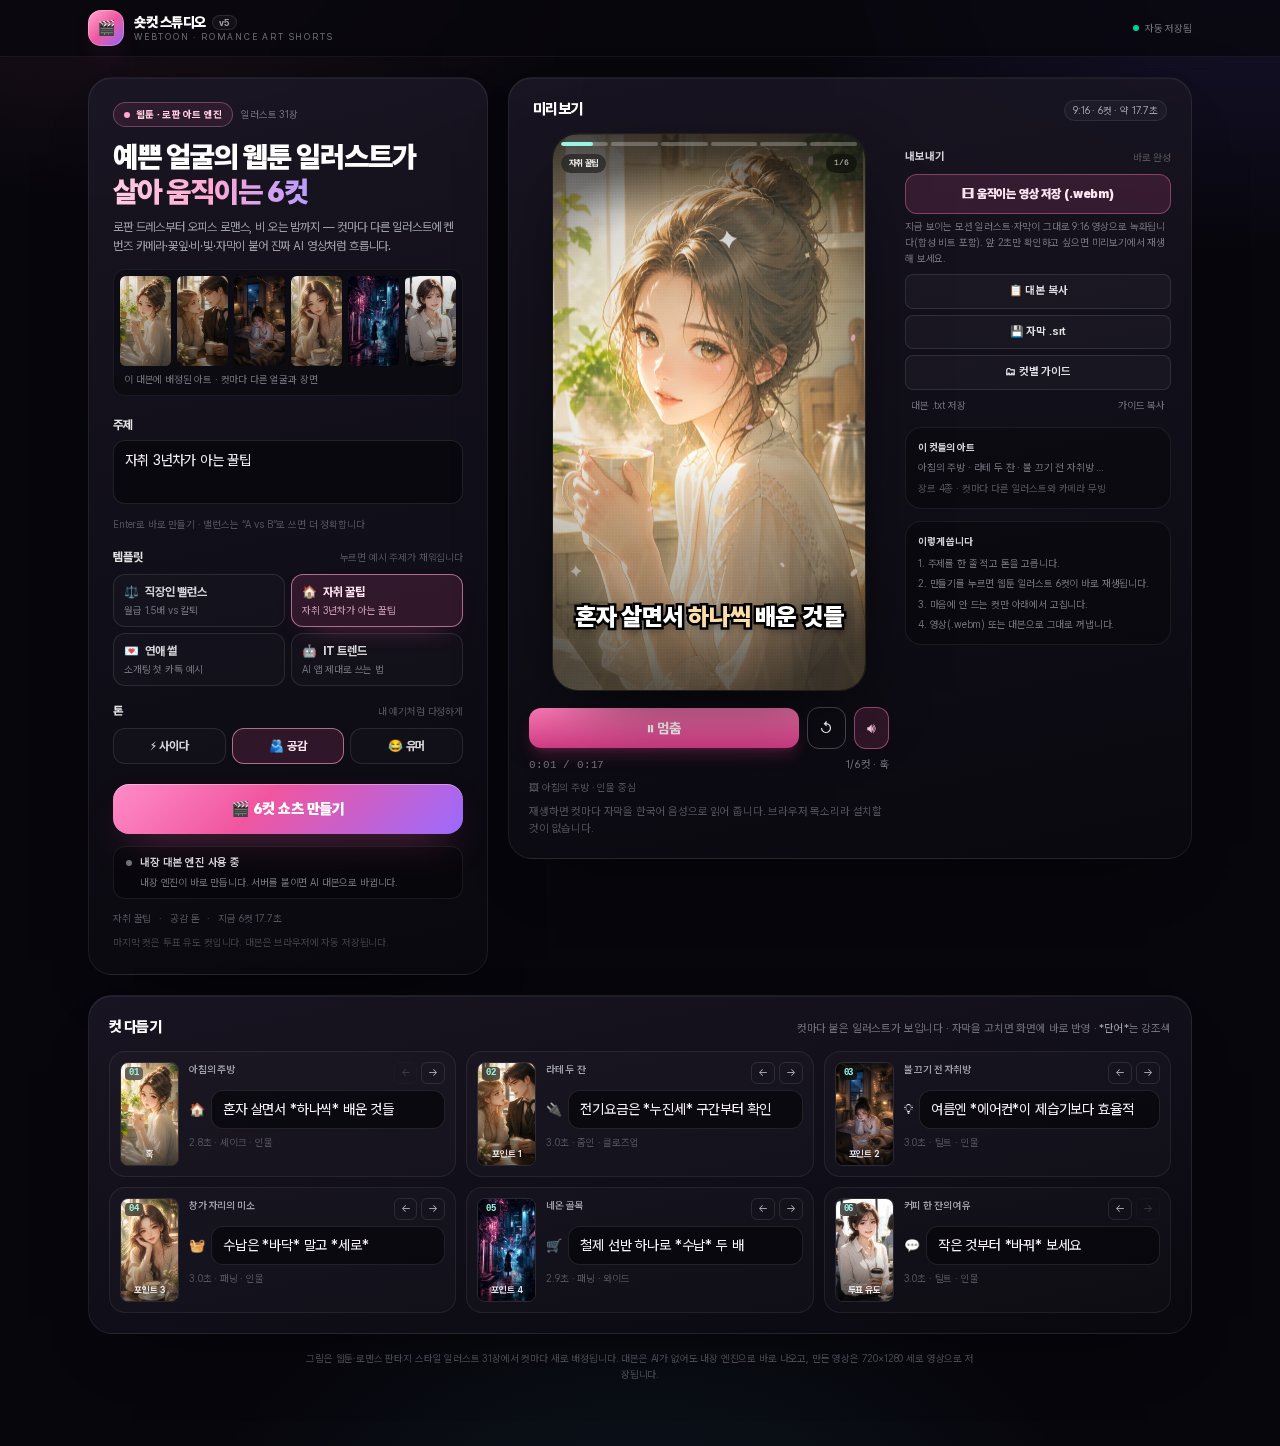 숏컷 스튜디오 v5
WEBTOON · ROMANCE ART SHORTS
자동 저장됨
웹툰 · 로판 아트 엔진 일러스트 31장
예쁜 얼굴의 웹툰 일러스트가
살아 움직이는 6컷
로판 드레스부터 오피스 로맨스, 비 오는 밤까지 — 컷마다 다른 일러스트에 켄
번즈 카메라·꽃잎·비·빛·자막이 붙어 진짜 AI 영상처럼 흐릅니다.
이 대본에 배정된 아트 · 컷마다 다른 얼굴과 장면
주제
자취 3년차가 아는 꿀팁
Enter로 바로 만들기 · 밸런스는 “A vs B”로 쓰면 더 정확합니다
템플릿 누르면 예시 주제가 채워집니다
직장인 밸런스
월급 1.5배 vs 칼퇴
자취 꿀팁
자취 3년차가 아는 꿀팁
연애 썰
소개팅 첫 카톡 예시
IT 트렌드
AI 앱 제대로 쓰는 법
톤 내 얘기처럼 다정하게
사이다
공감
유머
6컷 쇼츠 만들기
내장 대본 엔진 사용 중
내장 엔진이 바로 만듭니다. 서버를 붙이면 AI 대본으로 바뀝니다.
자취 꿀팁 · 공감 톤 · 지금 6컷 17.7초
마지막 컷은 투표 유도 컷입니다. 대본은 브라우저에 자동 저장됩니다.
미리보기
9:16 · 6컷 · 약 17.7초
자취 꿀팁
1/6
혼자 살면서 하나씩 배운 것들
멈춤
0:01 / 0:17
1/6컷 · 훅
아침의 주방 · 인물 중심
재생하면 컷마다 자막을 한국어 음성으로 읽어 줍니다. 브라우저 목소리라 설치할
것이 없습니다.
내보내기 바로 완성
움직이는 영상 저장 (.webm)
지금 보이는 모션 일러스트·자막이 그대로 9:16 영상으로 녹화됩니
다(합성 비트 포함). 앞 2초만 확인하고 싶으면 미리보기에서 재생
해 보세요.
대본 복사
자막 .srt
컷별 가이드
대본 .txt 저장 가이드 복사
이 컷들의 아트
아침의 주방 · 라테 두 잔 · 불 끄기 전 자취방 ...
장르 4종 · 컷마다 다른 일러스트와 카메라 무빙
이렇게 씁니다
1. 주제를 한 줄 적고 톤을 고릅니다.
2. 만들기를 누르면 웹툰 일러스트 6컷이 바로 재생됩니다.
3. 마음에 안 드는 컷만 아래에서 고칩니다.
4. 영상(.webm) 또는 대본으로 그대로 꺼냅니다.
컷 다듬기
컷마다 붙은 일러스트가 보입니다 · 자막을 고치면 화면에 바로 반영 · *단어*는 강조색
01
훅
아침의 주방
혼자 살면서 *하나씩* 배운 것들
2.8초 · 셰이크 · 인물
02
포인트 1
라테 두 잔
전기요금은 *누진세* 구간부터 확인
3.0초 · 줌인 · 클로즈업
03
포인트 2
불 끄기 전 자취방
여름엔 *에어컨*이 제습기보다 효율적
3.0초 · 틸트 · 인물
04
포인트 3
창가 자리의 미소
수납은 *바닥* 말고 *세로*
3.0초 · 패닝 · 인물
05
포인트 4
네온 골목
철제 선반 하나로 *수납* 두 배
2.9초 · 패닝 · 와이드
06
투표 유도
커피 한 잔의 여유
작은 것부터 *바꿔* 보세요
3.0초 · 틸트 · 인물
그림은 웹툰·로맨스 판타지 스타일 일러스트 31장에서 컷마다 새로 배정됩니다. 대본은 AI가 없어도 내장 엔진으로 바로 나오고, 만든 영상은 720×1280 세로 영상으로 저
장됩니다.